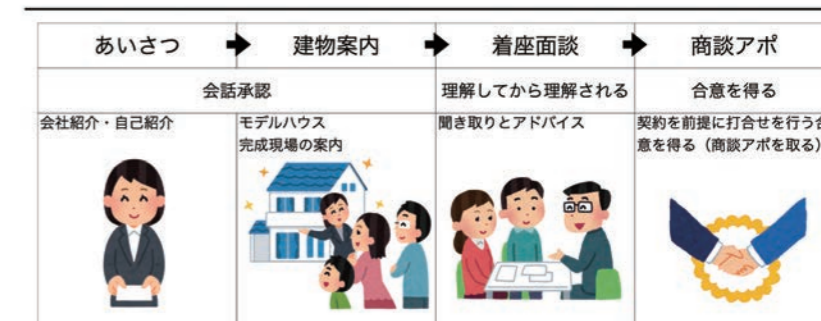 あいさつ ➡ 建物案内 ➡ 着座面談 ➡ 商談アポ
会話承認 理解してから理解される 合意を得る
会社紹介・自己紹介
モデルハウス
完成現場の案内
聞き取りとアドバイス
契約を前提に打合せを行う合
意を得る（商談アポを取る）